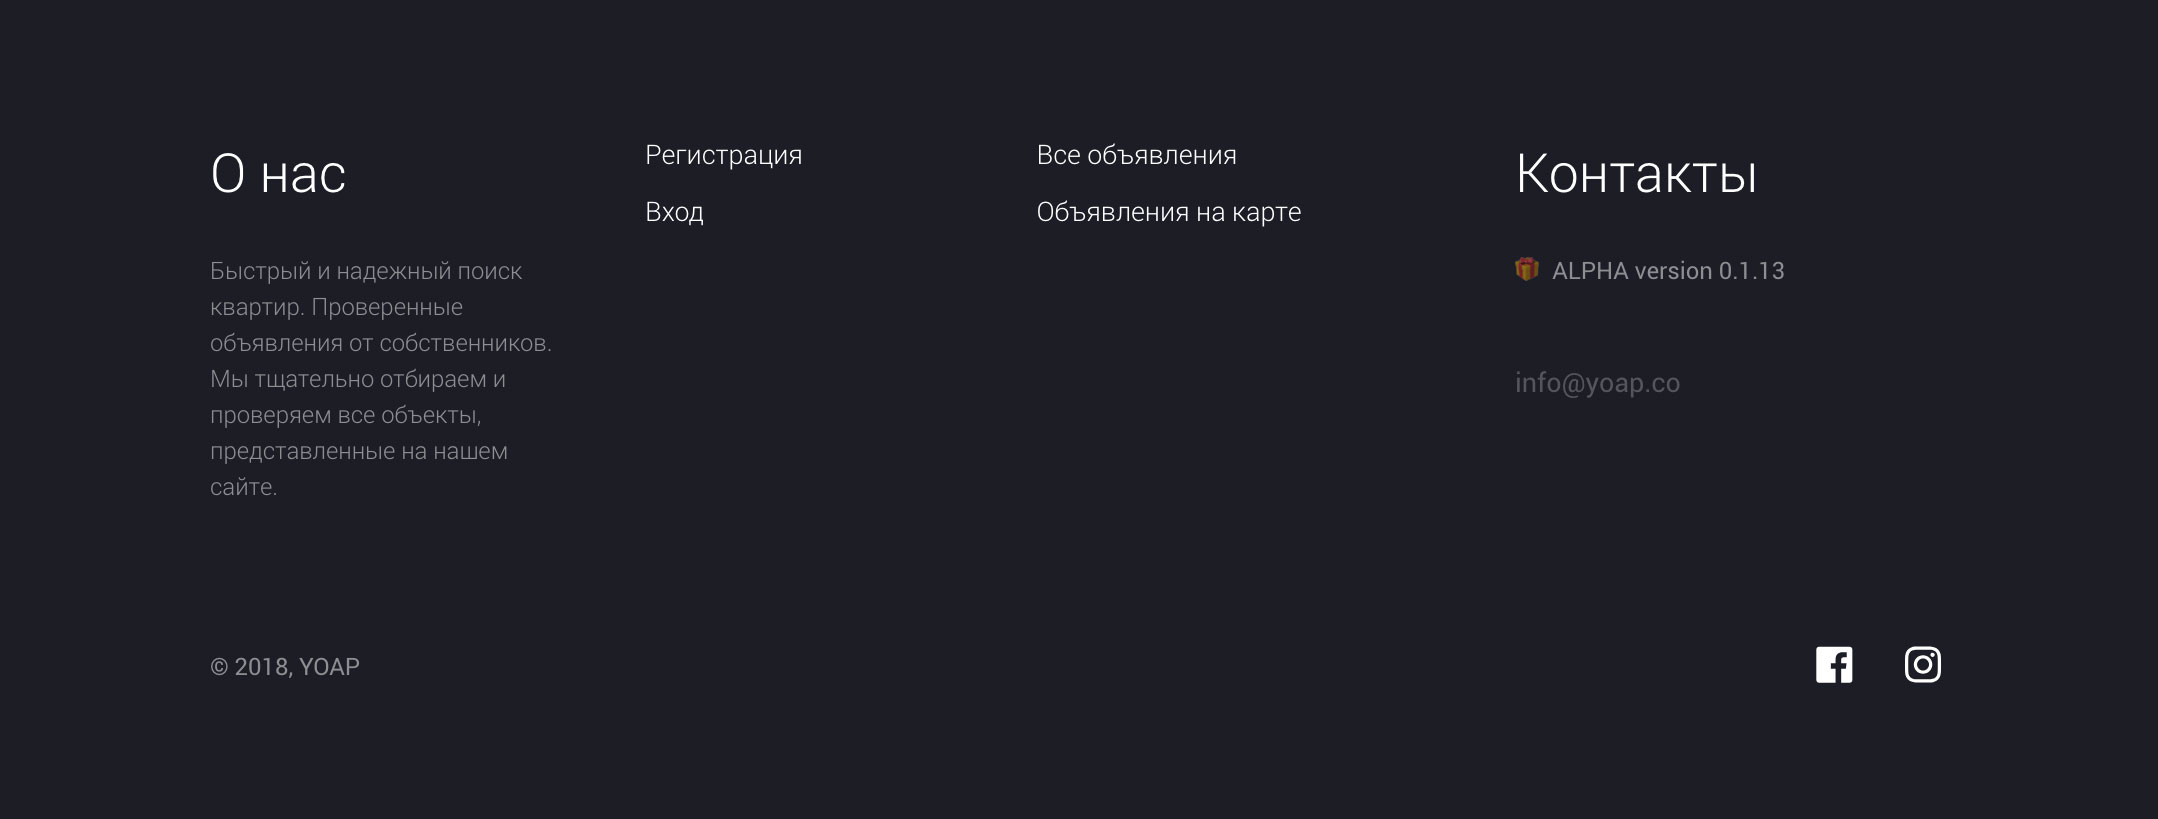 О нас
Быстрый и надежный поиск
квартир. Проверенные
объявления от собственников.
Мы тщательно отбираем и
проверяем все объекты,
представленные на нашем
сайте.
Регистрация
Вход
Все объявления
Объявления на карте
Контакты
🎁 ALPHA version 0.1.13
info@yoap.co
© 2018, YOAP